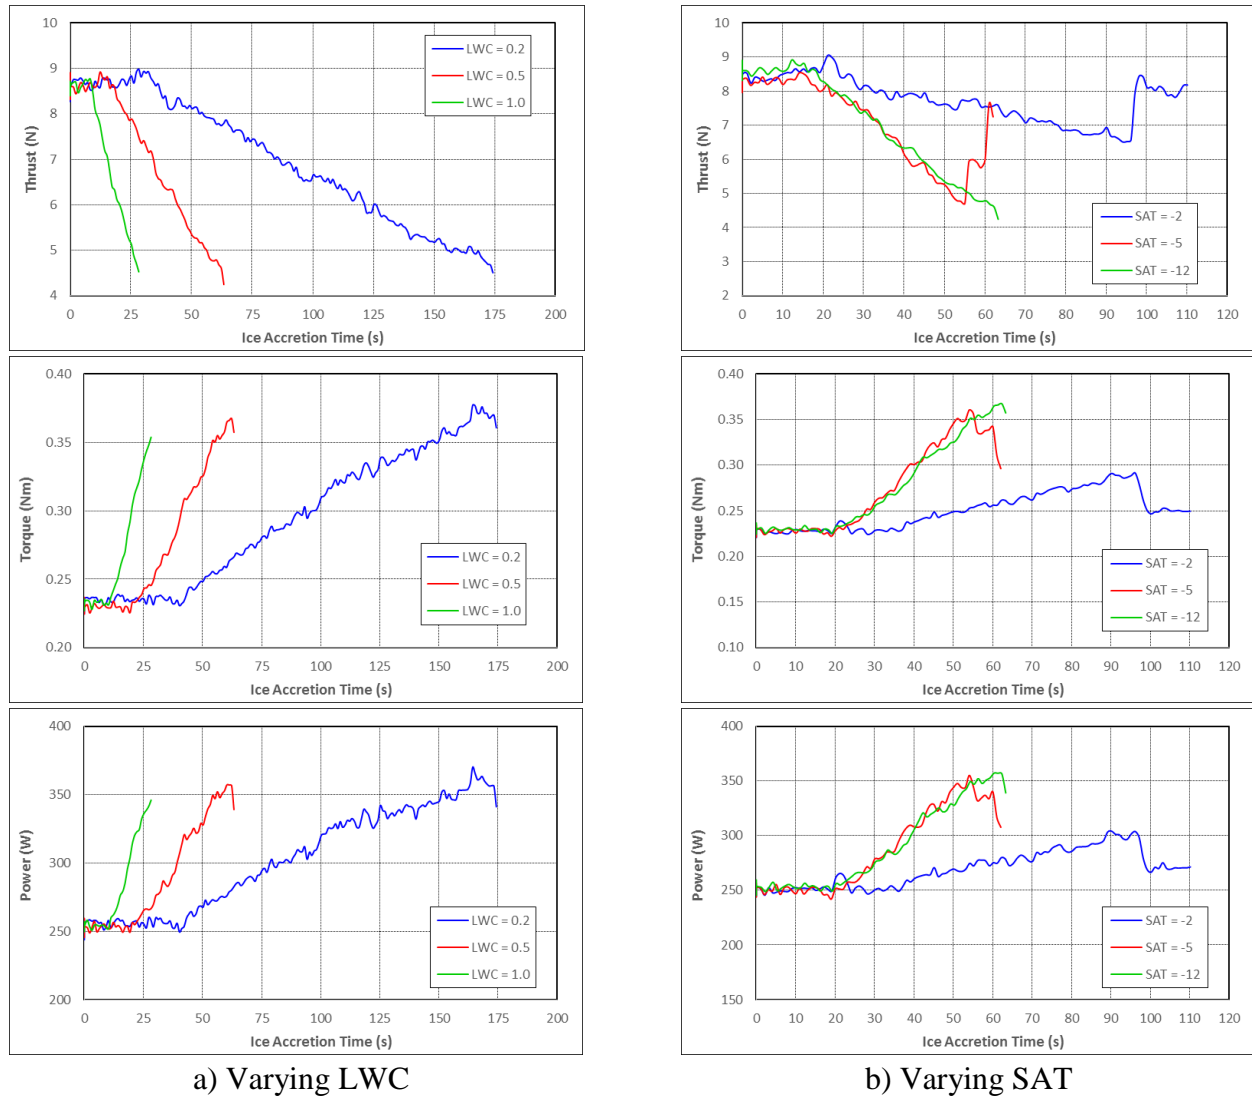 10
9
8
7
6
5
4
Thrust (N)
LWC = 0.2
LWC = 0.5
LWC = 1.0
0 25 50 75 100 125 150 175 200
Ice Accretion Time (s)
10
9
8
7
6
5
4
3
2
Thrust (N)
SAT = -2
SAT = -5
SAT = -12
0 10 20 30 40 50 60 70 80 90 100 110 120
Ice Accretion Time (s)
0.40
0.35
0.30
0.25
0.20
Torque (Nm)
LWC = 0.2
LWC = 0.5
LWC = 1.0
0 25 50 75 100 125 150 175 200
Ice Accretion Time (s)
0.40
0.35
0.30
0.25
0.20
0.15
0.10
Torque (Nm)
SAT = -2
SAT = -5
SAT = -12
0 10 20 30 40 50 60 70 80 90 100 110 120
Ice Accretion Time (s)
400
350
300
250
200
Power (W)
LWC = 0.2
LWC = 0.5
LWC = 1.0
0 25 50 75 100 125 150 175 200
Ice Accretion Time (s)
400
350
300
250
200
150
Power (W)
SAT = -2
SAT = -5
SAT = -12
0 10 20 30 40 50 60 70 80 90 100 110 120
Ice Accretion Time (s)
a) Varying LWC
b) Varying SAT